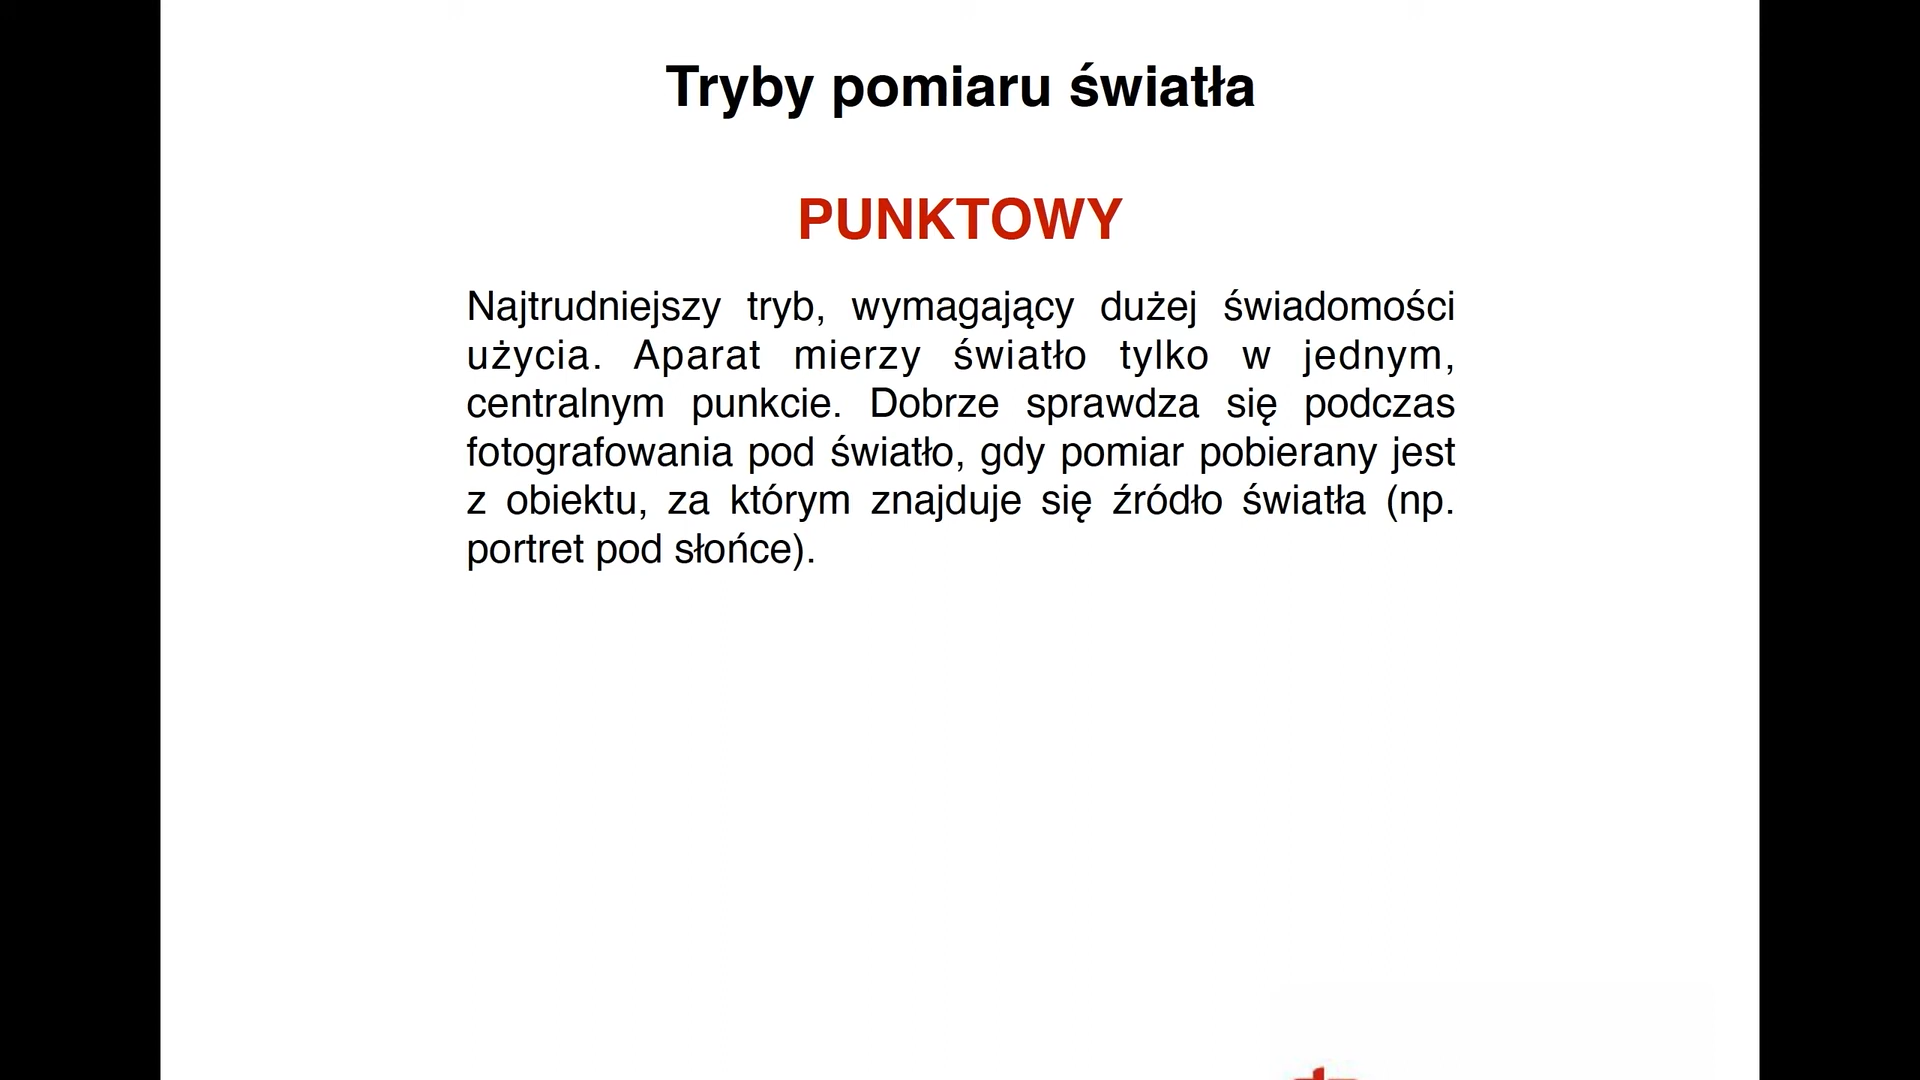 Tryby pomiaru światła
PUNKTOWY
Najtrudniejszy tryb, wymagający dużej świadomości
użycia. Aparat mierzy światło tylko w jednym,
centralnym punkcie. Dobrze sprawdza się podczas
fotografowania pod światło, gdy pomiar pobierany jest
z obiektu, za którym znajduje się źródło światła (np.
portret pod słońce).